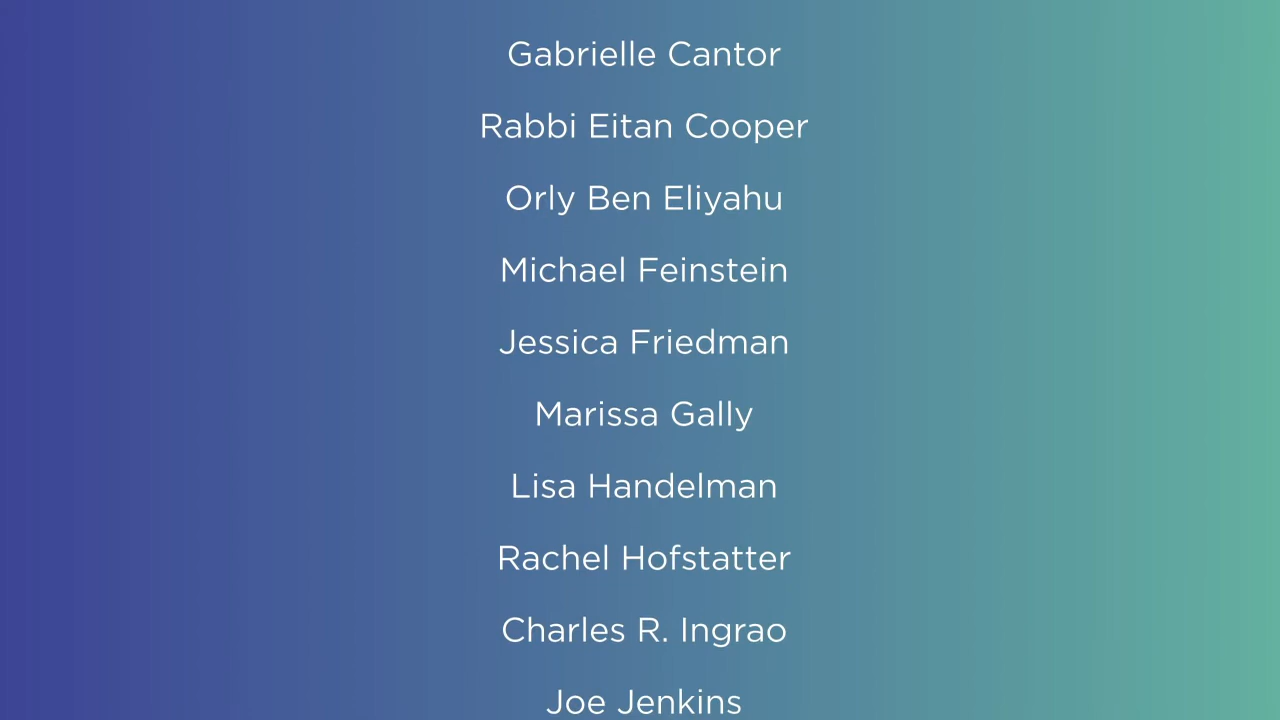 Gabrielle Cantor
Rabbi Eitan Cooper
Orly Ben Eliyahu
Michael Feinstein
Jessica Friedman
Marissa Gally
Lisa Handelman
Rachel Hofstatter
Charles R. Ingrao
Joe Jenkins